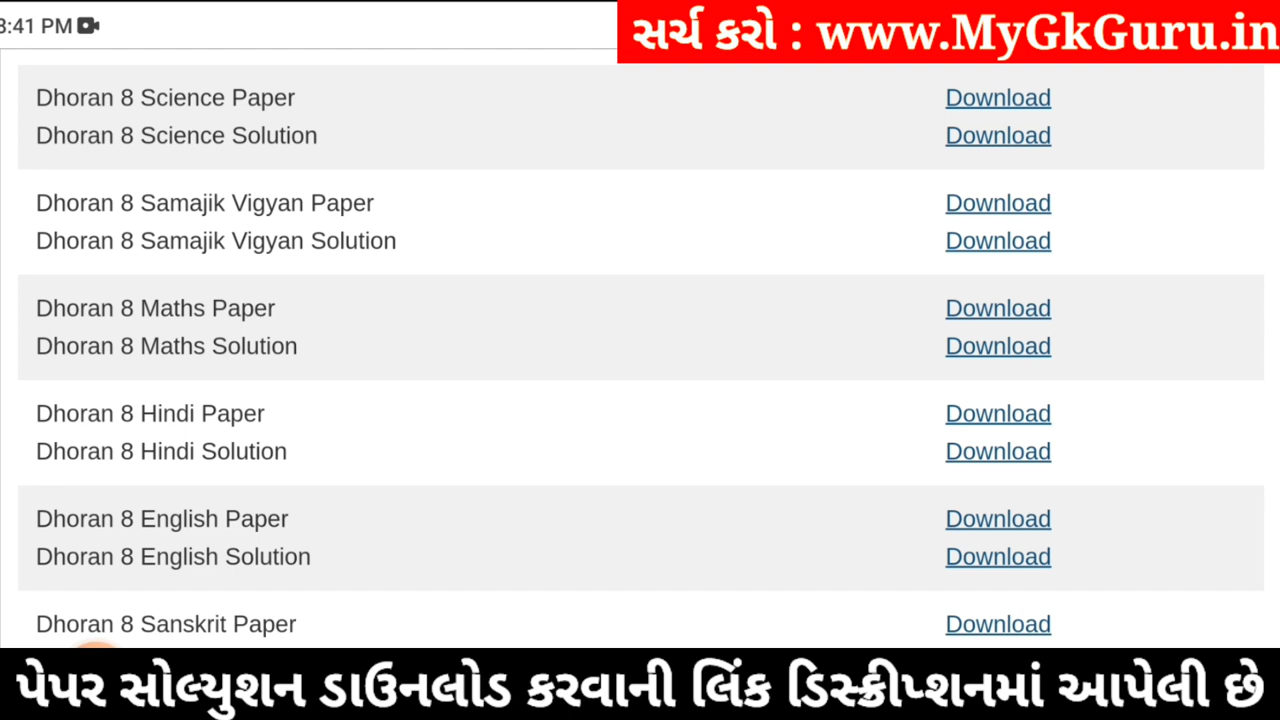 3:41 PM
સર્ચ કરો : www.MyGkGuru.in
Dhoran 8 Science Paper Download
Dhoran 8 Science Solution Download
Dhoran 8 Samajik Vigyan Paper Download
Dhoran 8 Samajik Vigyan Solution Download
Dhoran 8 Maths Paper Download
Dhoran 8 Maths Solution Download
Dhoran 8 Hindi Paper Download
Dhoran 8 Hindi Solution Download
Dhoran 8 English Paper Download
Dhoran 8 English Solution Download
Dhoran 8 Sanskrit Paper Download
પેપર સોલ્યુશન ડાઉનલોડ કરવાની લિંક ડિસ્ક્રીપ્શનમાં આપેલી છે